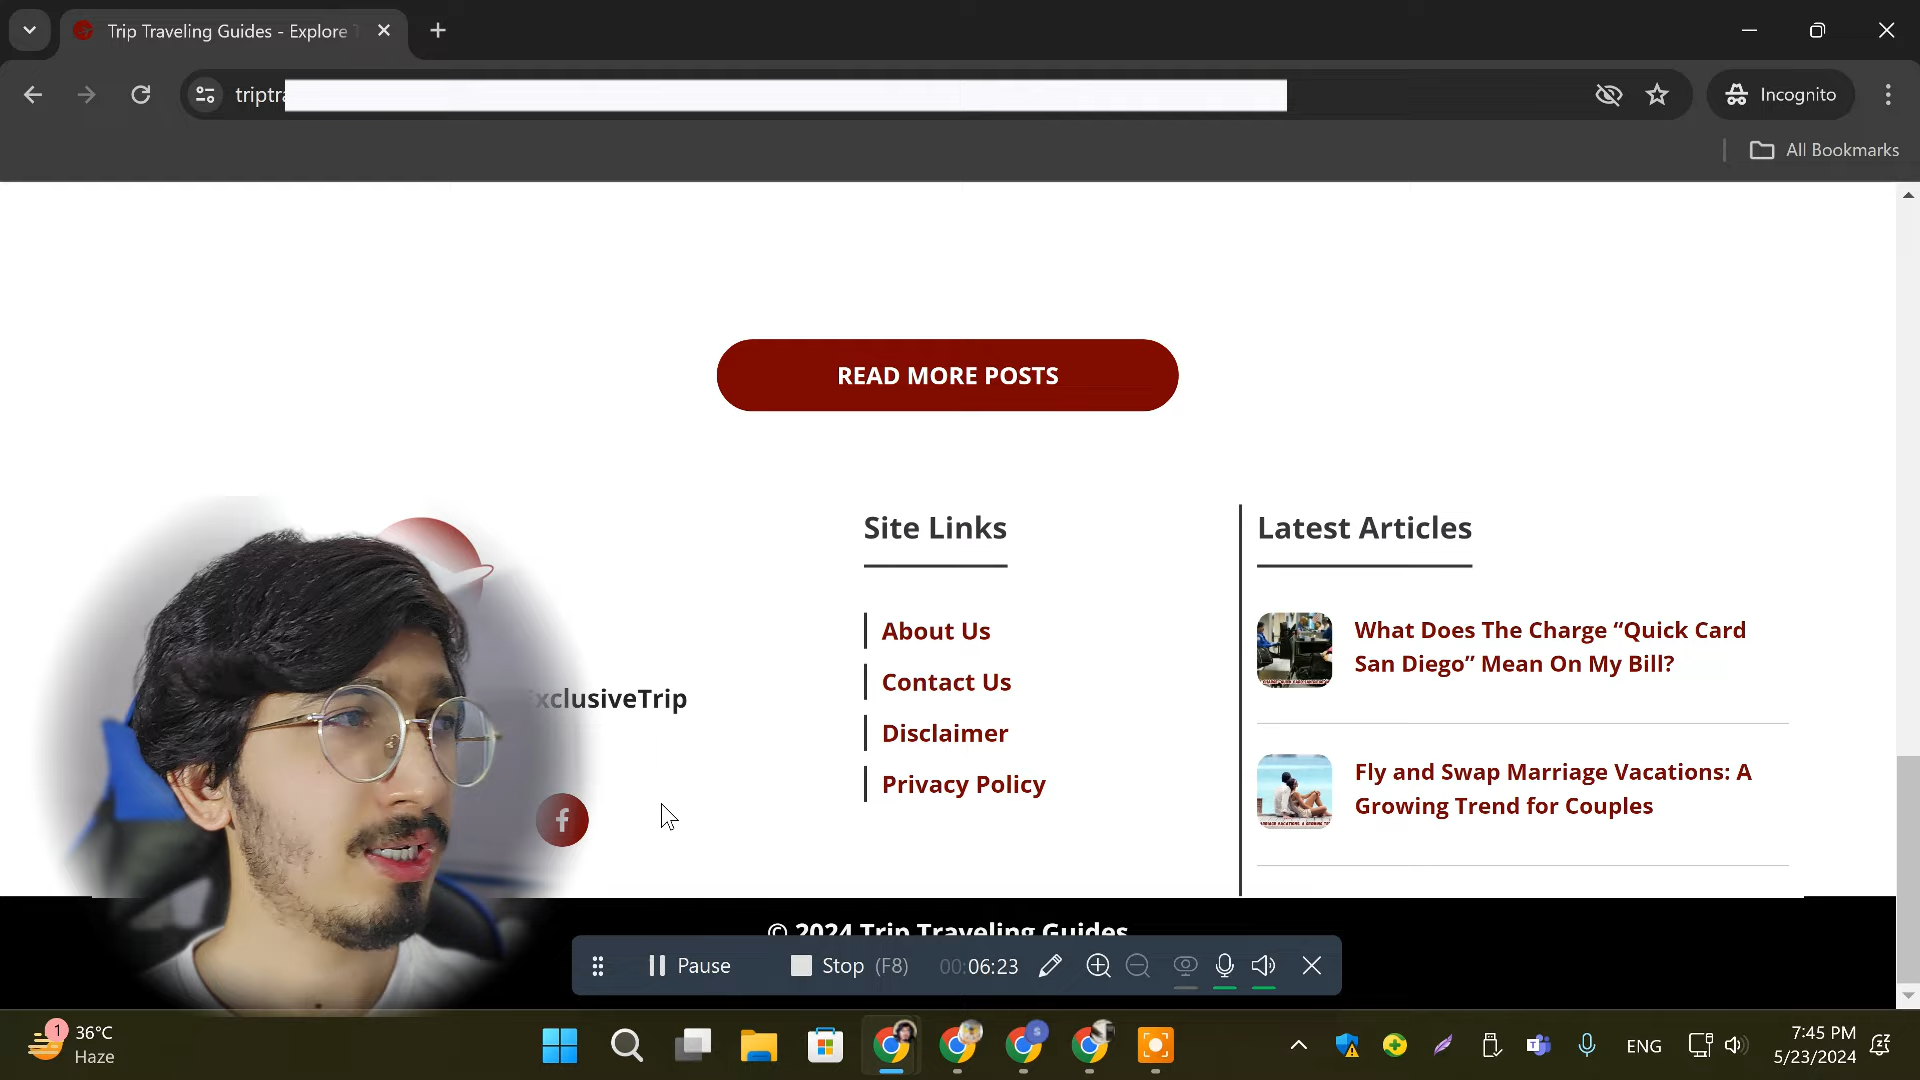 Trip Traveling Guides - Explore
triptra
Incognito
All Bookmarks
READ MORE POSTS
xclusiveTrip
Site Links
About Us
Contact Us
Disclaimer
Privacy Policy
Latest Articles
What Does The Charge “Quick Card
San Diego” Mean On My Bill?
Fly and Swap Marriage Vacations: A
Growing Trend for Couples
© 2024 Trip Traveling Guides
Pause
Stop (F8)
00:06:23
1
36°C
Haze
ENG
7:45 PM
5/23/2024